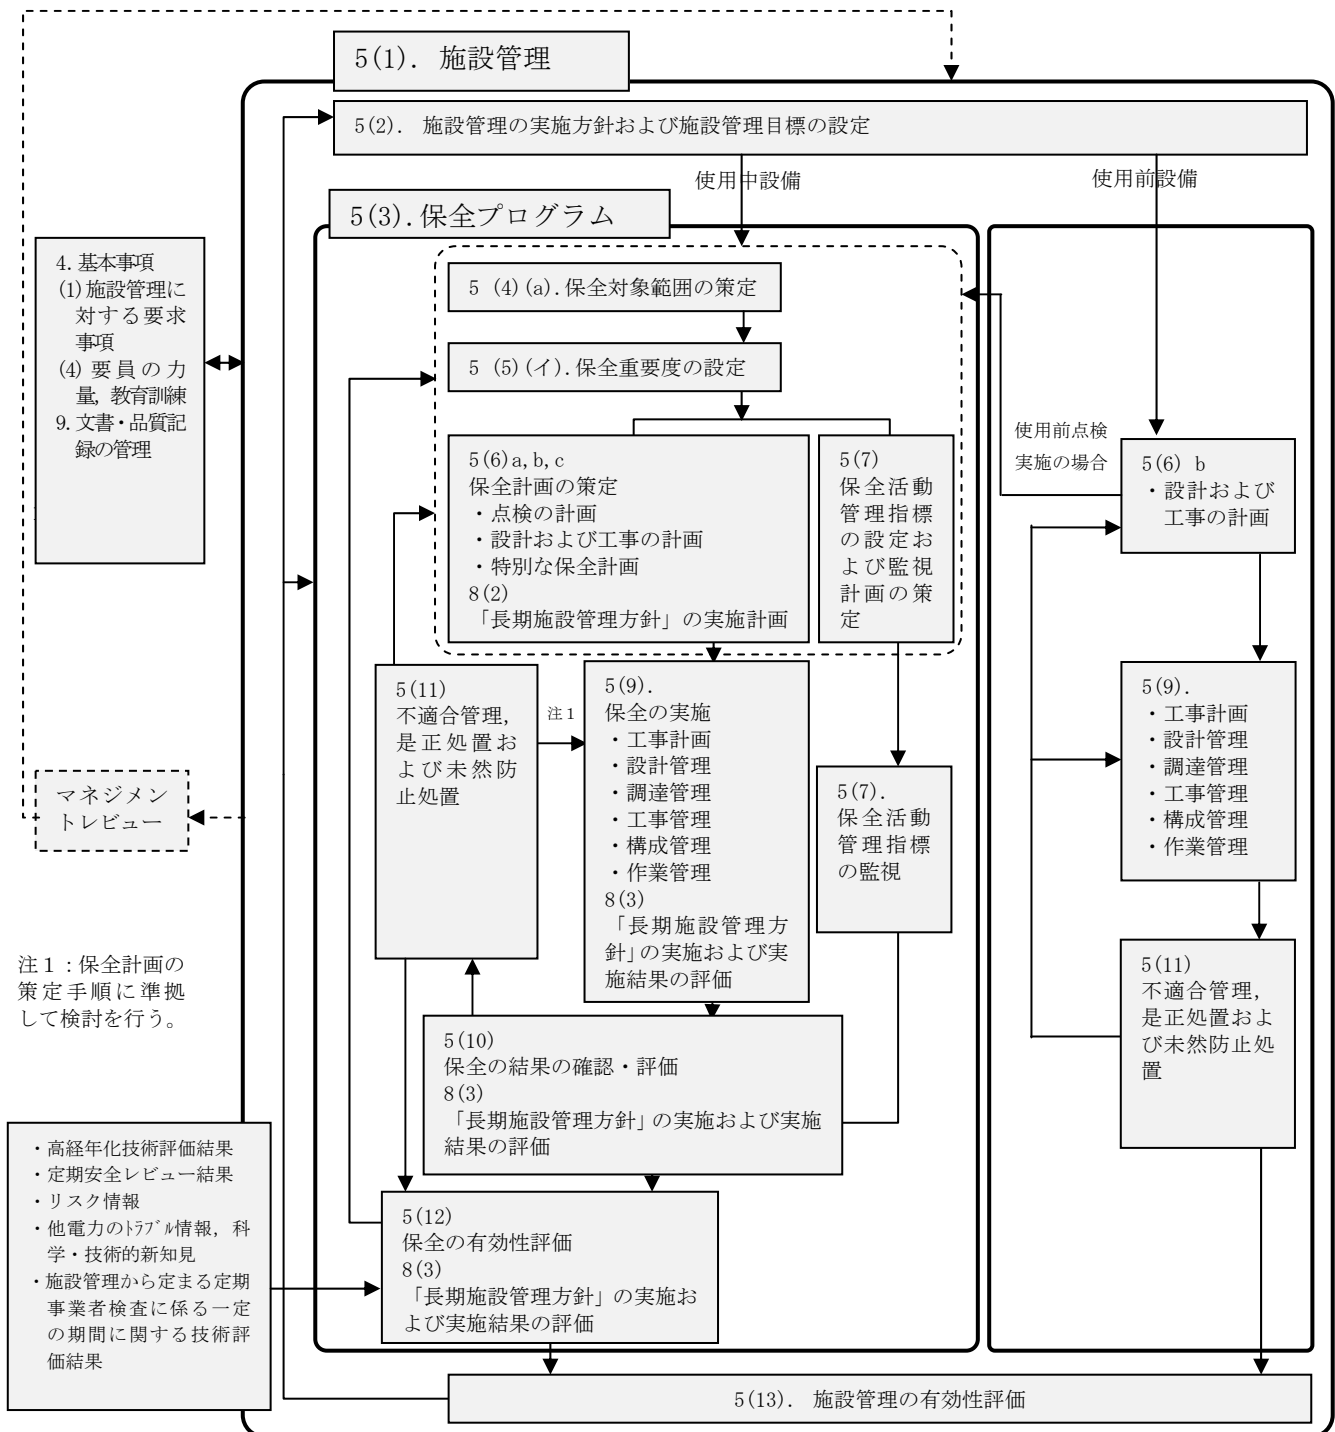 5(1). 施設管理
5(2). 施設管理の実施方針および施設管理目標の設定
使用中設備
使用前設備
5(3).保全プログラム
4. 基本事項
(1)施設管理に
対する要求
事項
(4)要員の力
量, 教育訓練
9. 文書・品質記
録の管理
5 (4)(a).保全対象範囲の策定
5 (5)(イ).保全重要度の設定
5(6)a,b,c
保全計画の策定
・点検の計画
・設計および工事の計画
・特別な保全計画
8(2)
「長期施設管理方針」の実施計画
5(7)
保全活動
管理指標
の設定お
よび監視
計画の策
定
使用前点検
実施の場合
5(6) b
・設計および
工事の計画
5(11)
不適合管理,
是正処置お
よび未然防
止処置
注１
5(9).
保全の実施
・工事計画
・設計管理
・調達管理
・工事管理
・構成管理
・作業管理
8(3)
「長期施設管理方
針」の実施および実
施結果の評価
5(7).
保全活動
管理指標
の監視
5(9).
・工事計画
・設計管理
・調達管理
・工事管理
・構成管理
・作業管理
マネジメン
トレビュー
注１:保全計画の
策定手順に準拠
して検討を行う。
5(10)
保全の結果の確認・評価
8(3)
「長期施設管理方針」の実施および実施
結果の評価
5(11)
不適合管理,
是正処置およ
び未然防止処
置
・高経年化技術評価結果
・定期安全レビュー結果
・リスク情報
・他電力のﾄﾗﾌﾞﾙ情報, 科
学・技術的新知見
・施設管理から定まる定期
事業者検査に係る一定
の期間に関する技術評
価結果
5(12)
保全の有効性評価
8(3)
「長期施設管理方針」の実施お
よび実施結果の評価
5(13). 施設管理の有効性評価